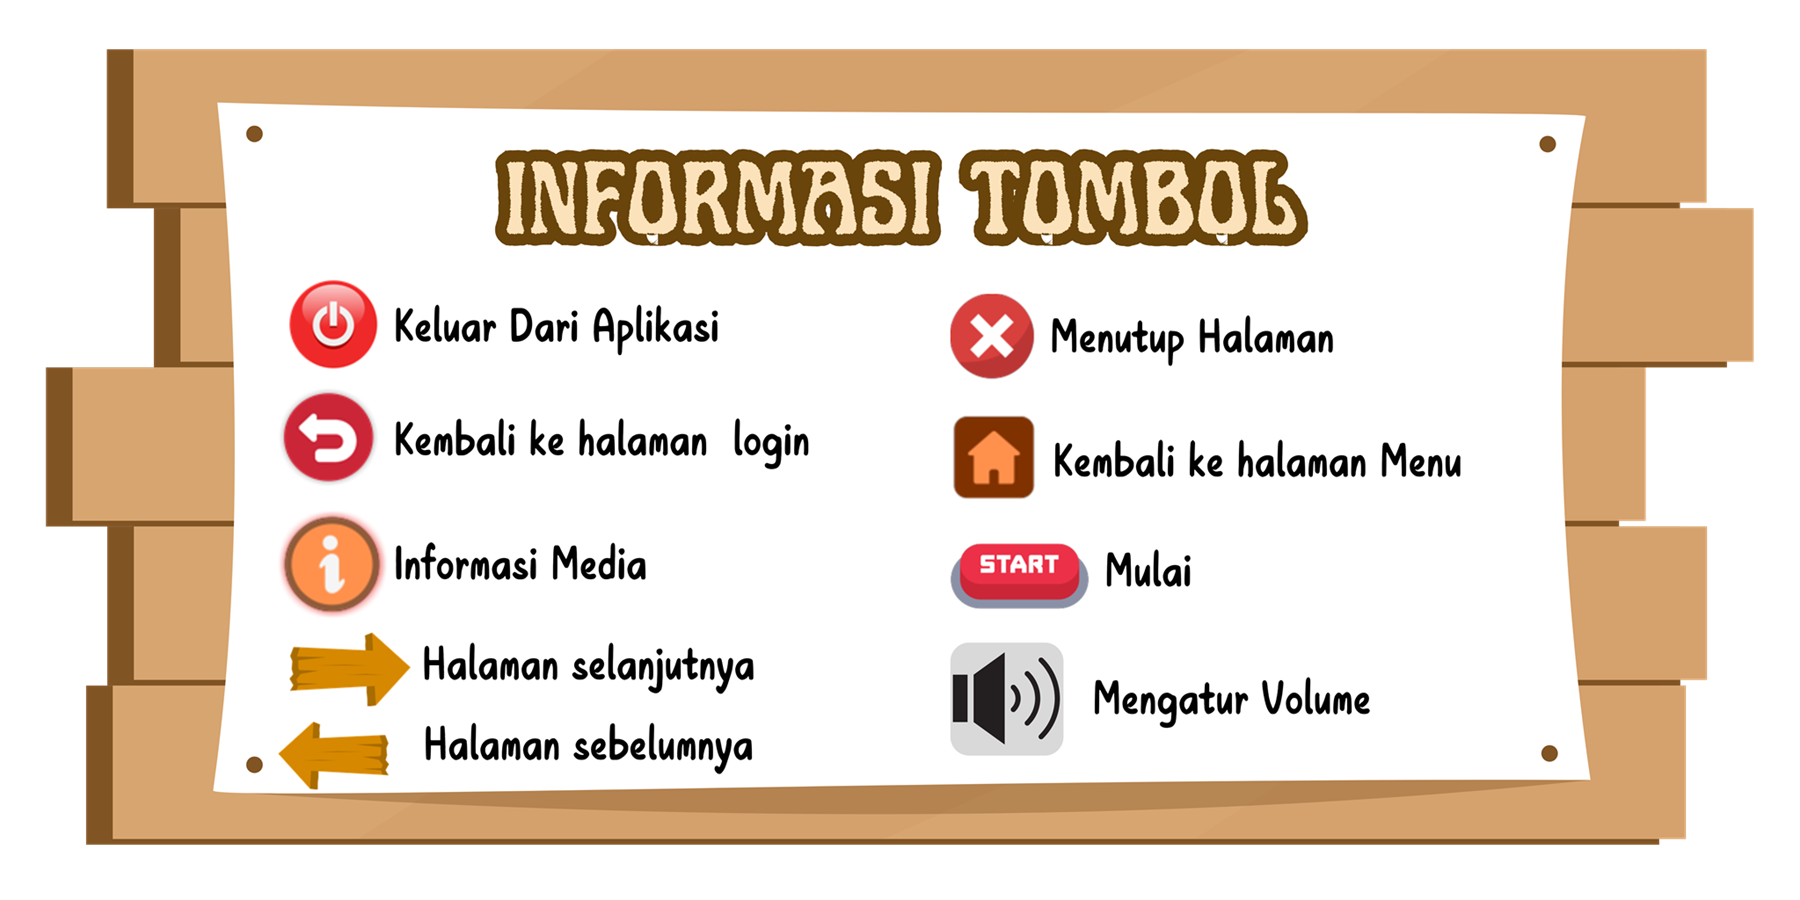 INFORMASI TOMBOL
Keluar Dari Aplikasi
Kembali ke halaman login
Informasi Media
Halaman selanjutnya
Halaman sebelumnya
Menutup Halaman
Kembali ke halaman Menu
START Mulai
Mengatur Volume